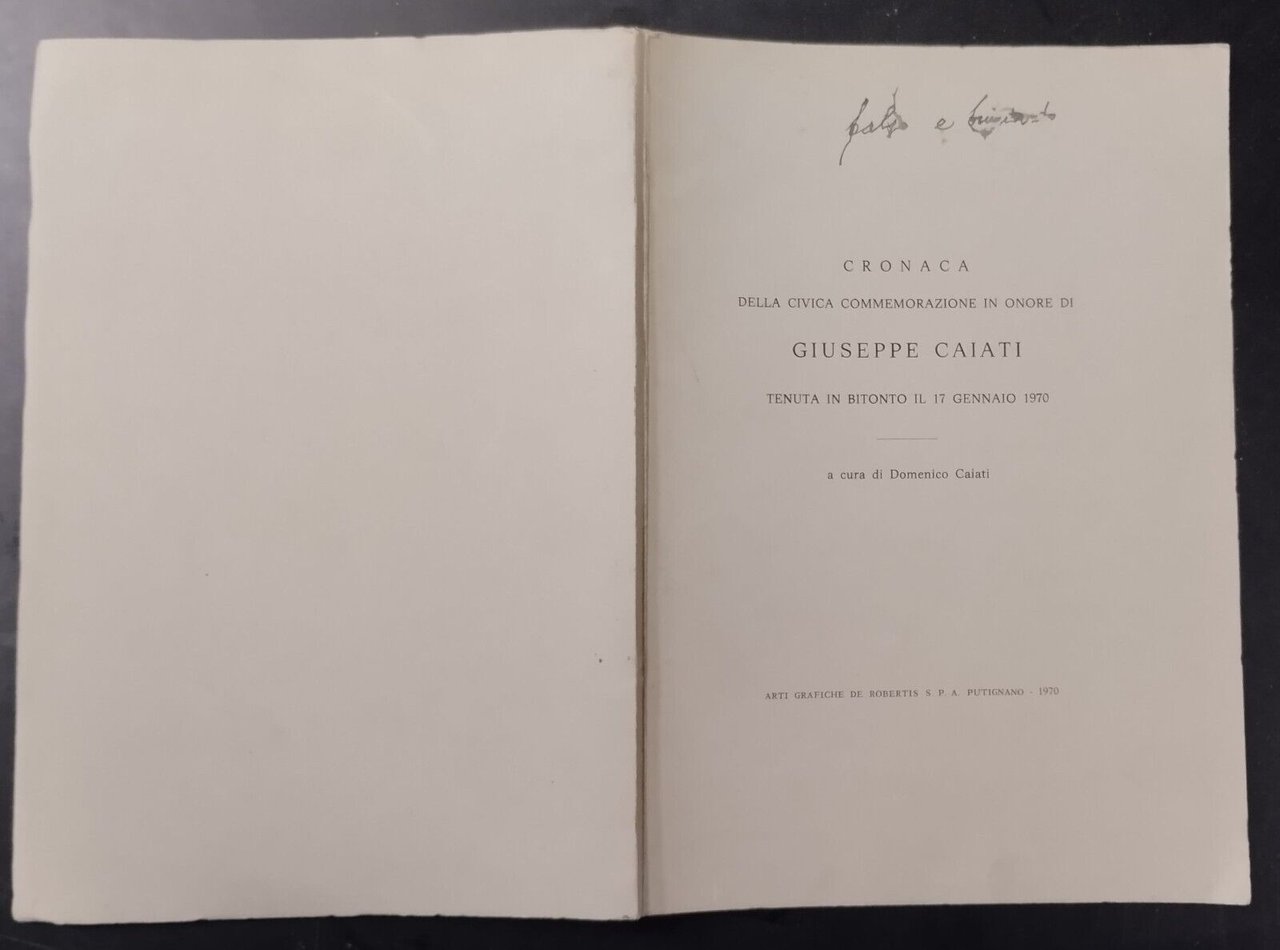 e
CRONACA
DELLA CIVICA COMMEMORAZIONE IN ONORE DI
GIUSEPPE CAIATI
TENUTA IN BITONTO IL 17 GENNAIO 1970
a cura di Domenico Caiati
ARTI GRAFICHE DE ROBERTIS S. P. A. PUTIGNANO - 1970